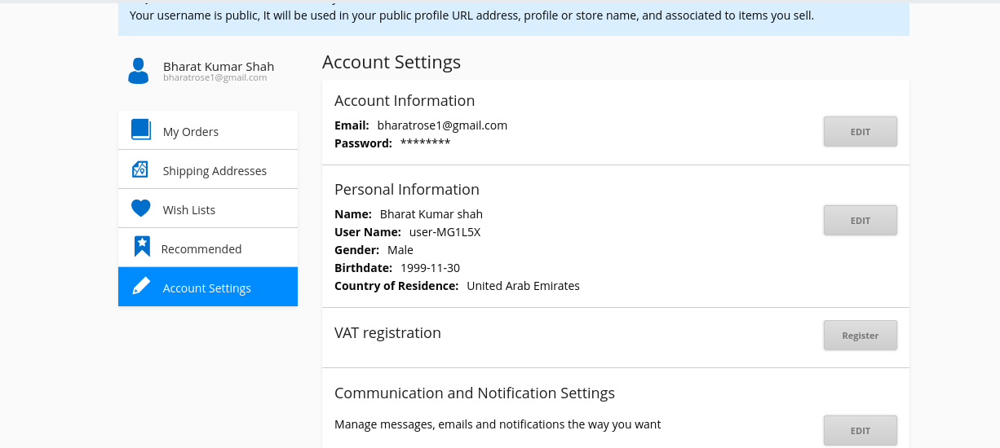 Your username is public, It will be used in your public profile URL address, profile or store name, and associated to items you sell.
Bharat Kumar Shah
bharatrose1@gmail.com
My Orders
Shipping Addresses
Wish Lists
Recommended
Account Settings
Account Settings
Account Information
Email: bharatrose1@gmail.com
Password: ********
EDIT
Personal Information
Name: Bharat Kumar shah
User Name: user-MG1L5X
Gender: Male
Birthdate: 1999-11-30
Country of Residence: United Arab Emirates
EDIT
VAT registration
Register
Communication and Notification Settings
Manage messages, emails and notifications the way you want
EDIT